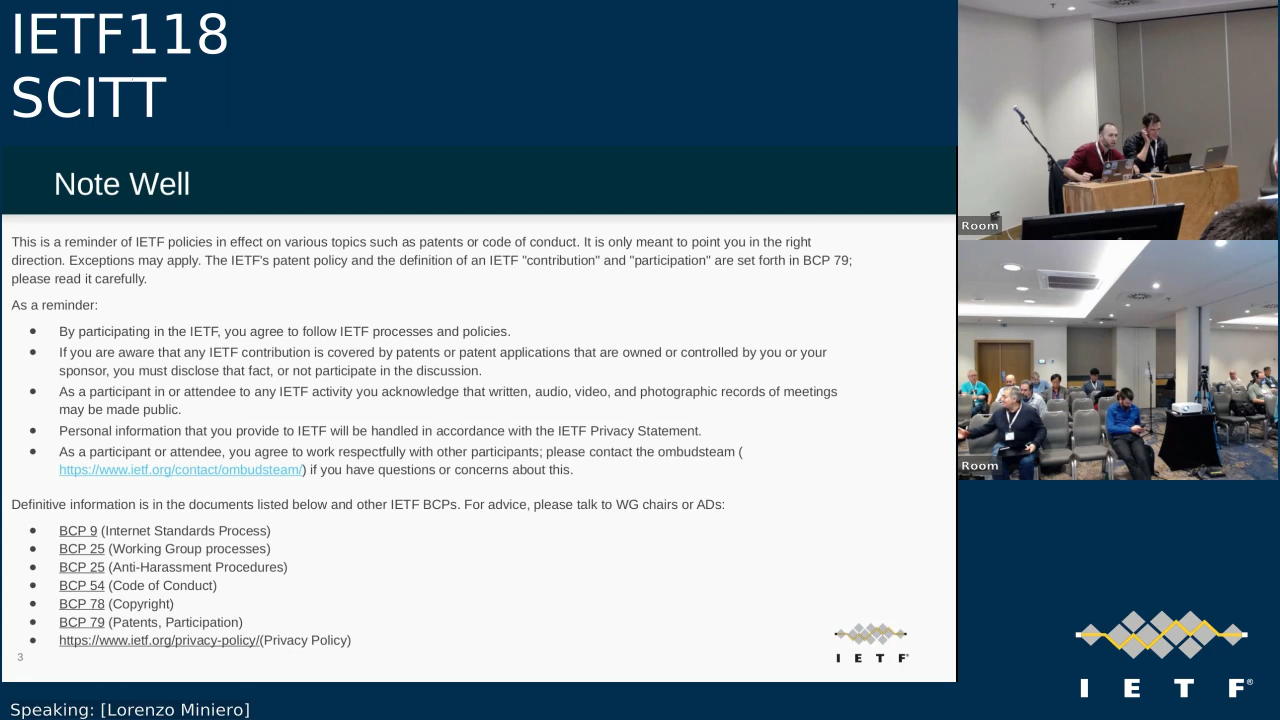 IETF118
SCITT
Note Well
This is a reminder of IETF policies in effect on various topics such as patents or code of conduct. It is only meant to point you in the right
direction. Exceptions may apply. The IETF's patent policy and the definition of an IETF "contribution" and "participation" are set forth in BCP 79;
please read it carefully.
As a reminder:
● By participating in the IETF, you agree to follow IETF processes and policies.
● If you are aware that any IETF contribution is covered by patents or patent applications that are owned or controlled by you or your
sponsor, you must disclose that fact, or not participate in the discussion.
● As a participant in or attendee to any IETF activity you acknowledge that written, audio, video, and photographic records of meetings
may be made public.
● Personal information that you provide to IETF will be handled in accordance with the IETF Privacy Statement.
● As a participant or attendee, you agree to work respectfully with other participants; please contact the ombudsteam (
https://www.ietf.org/contact/ombudsteam/) if you have questions or concerns about this.
Definitive information is in the documents listed below and other IETF BCPs. For advice, please talk to WG chairs or ADs:
● BCP 9 (Internet Standards Process)
● BCP 25 (Working Group processes)
● BCP 25 (Anti-Harassment Procedures)
● BCP 54 (Code of Conduct)
● BCP 78 (Copyright)
● BCP 79 (Patents, Participation)
● https://www.ietf.org/privacy-policy/(Privacy Policy)
3
I E T F®
Room
Room
I E T F®
Speaking: [Lorenzo Miniero]